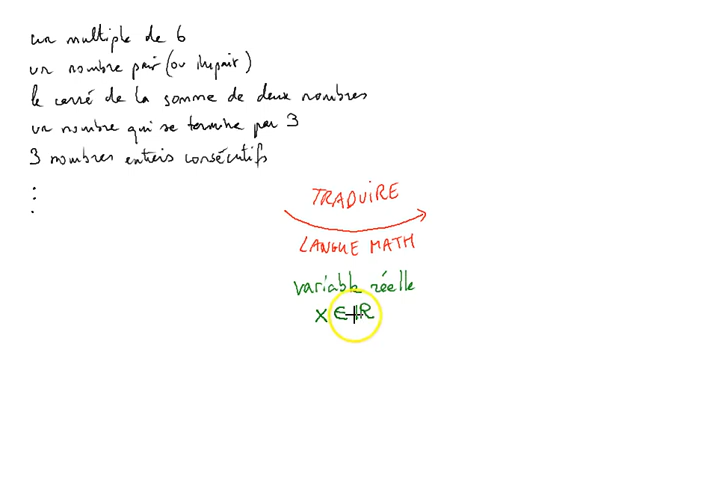 un multiple de 6
un nombre pair (ou impair)
le carré de la somme de deux nombres
un nombre qui se termine par 3
3 nombres entiers consécutifs
⋮
TRADUIRE
LANGUE MATH
variable réelle
x ∈ ℝ